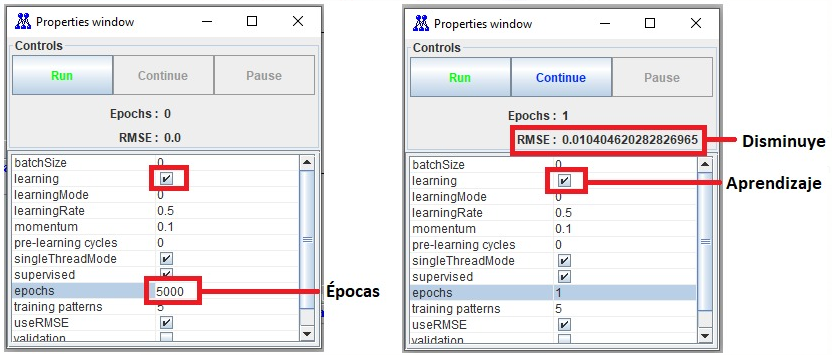 Properties window
Controls
Run Continue Pause
Epochs : 0
RMSE : 0.0
batchSize 0
learning
learningMode 0
learningRate 0.5
momentum 0.1
pre-learning cycles 0
singleThreadMode
supervised
epochs 5000
training patterns 5
useRMSE
validation
Épocas
Properties window
Controls
Run Continue Pause
Epochs : 1
RMSE : 0.010404620282826965
Disminuye
batchSize 0
learning
Aprendizaje
learningMode 0
learningRate 0.5
momentum 0.1
pre-learning cycles 0
singleThreadMode
supervised
epochs 1
training patterns 5
useRMSE
validation